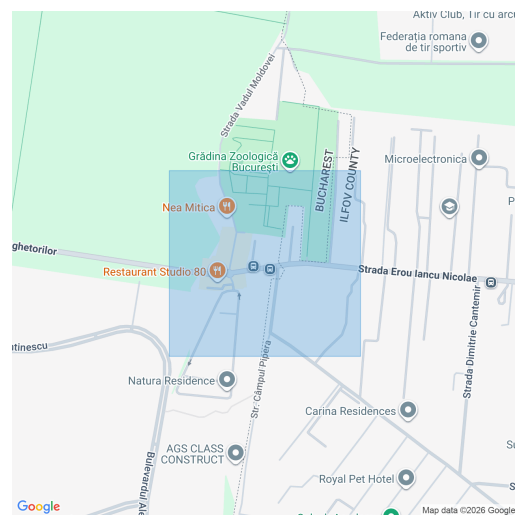 Aktiv Club, Tir cu arcu
Federația romana
de tir sportiv
Strada Vadul Moldovei
Grădina Zoologică
București
Microelectronica
BUCHAREST
ILFOV COUNTY
Nea Mitica
ghetorilor
Restaurant Studio 80
Strada Erou Iancu Nicolae
Strada Dimitrie Cantemir
Str. Câmpul Pipera
Natura Residence
Carina Residences
AGS CLASS
CONSTRUCT
Bulevardul Ale
Royal Pet Hotel
Google
Map data ©2026 Google